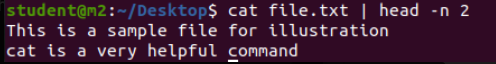 student@m2:~/Desktop$ cat file.txt | head -n 2
This is a sample file for illustration
cat is a very helpful command